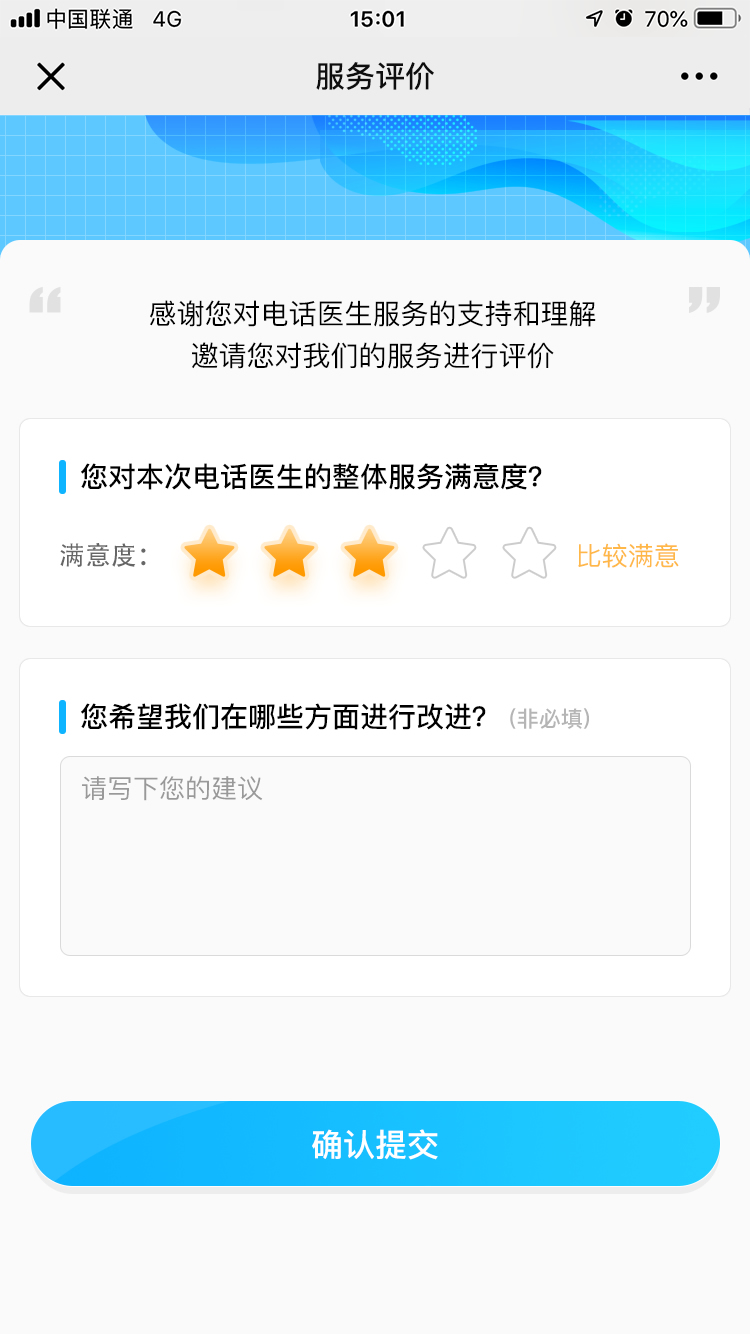 中国联通 4G 15:01 70%
服务评价
感谢您对电话医生服务的支持和理解
邀请您对我们的服务进行评价
您对本次电话医生的整体服务满意度?
满意度: 比较满意
您希望我们在哪些方面进行改进? (非必填)
请写下您的建议
确认提交